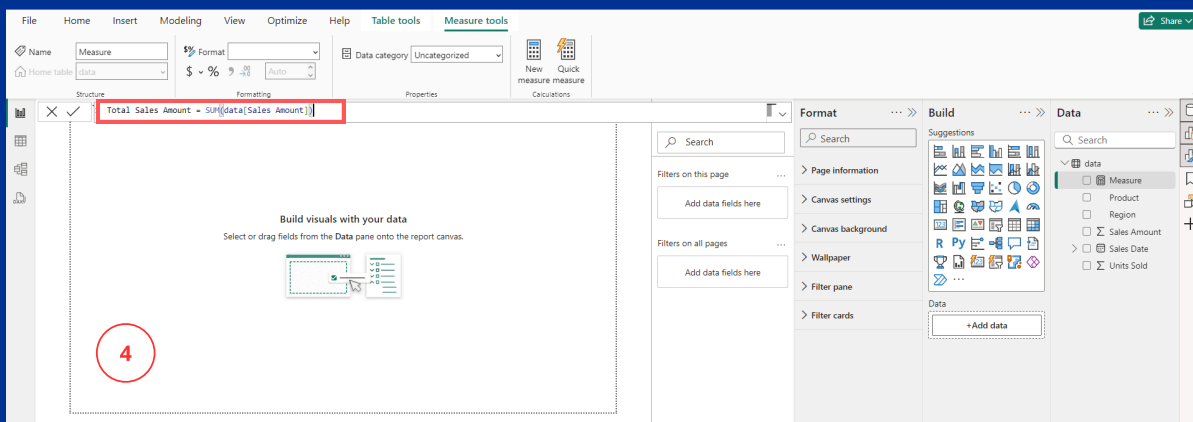 File Home Insert Modeling View Optimize Help Table tools Measure tools Share
Name Measure $% Format Data category Uncategorized
Home table data $ % 9 .00 Auto New Quick
measure measure
Structure Formatting Properties Calculations
Total Sales Amount = SUM(data[Sales Amount])
Search
Filters on this page ...
Add data fields here
Filters on all pages ...
Add data fields here
Format ... »
Search
Page information
Canvas settings
Canvas background
Wallpaper
Filter pane
Filter cards
Build ... »
Suggestions
123
R Py
...
Data
+Add data
Data ... »
Search
data
Measure
Product
Region
Σ Sales Amount
Sales Date
Σ Units Sold
Build visuals with your data
Select or drag fields from the Data pane onto the report canvas.
4